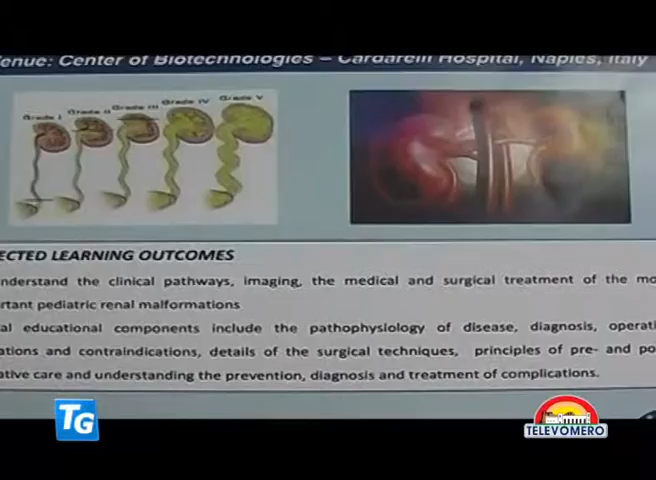 enue: Center of Biotechnologies – Cardarelli Hospital, Naples, Italy
Grade I Grade II Grade III Grade IV Grade V
ECTED LEARNING OUTCOMES
nderstand the clinical pathways, imaging, the medical and surgical treatment of the mo
rtant pediatric renal malformations
al educational components include the pathophysiology of disease, diagnosis, operati
ations and contraindications, details of the surgical techniques, principles of pre- and po
ative care and understanding the prevention, diagnosis and treatment of complications.
TG
TELEVOMERO